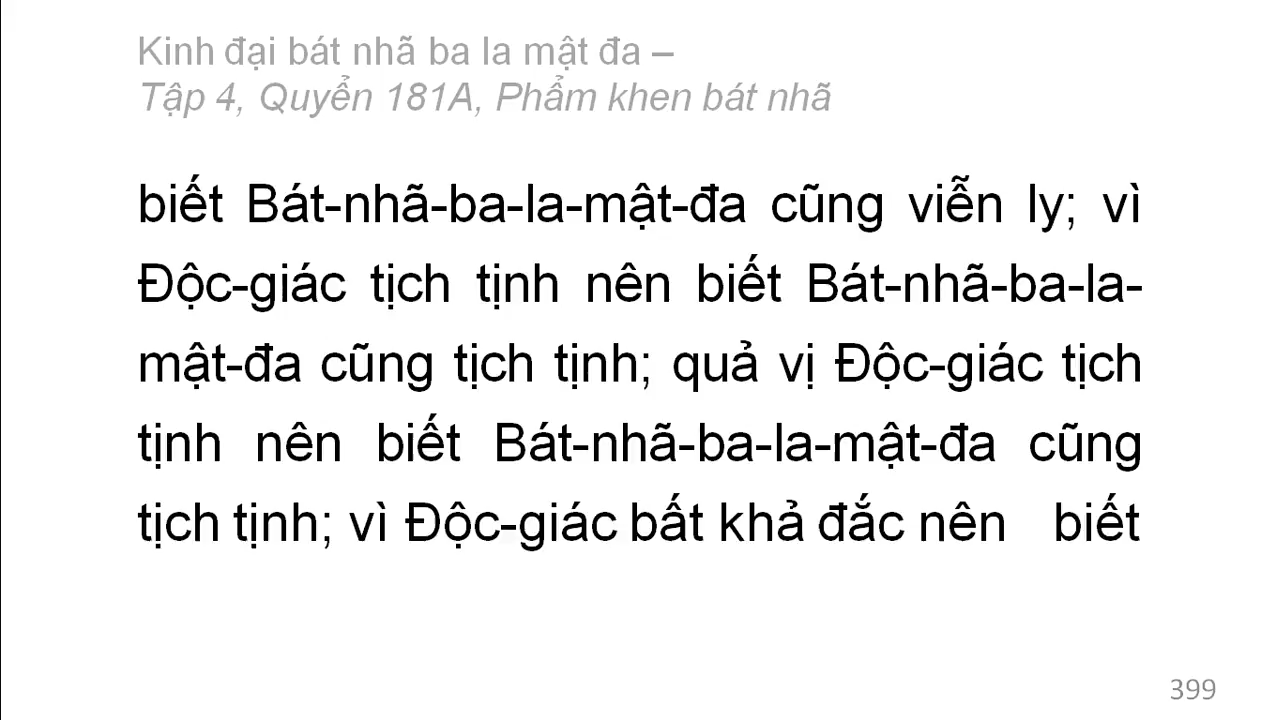 Kinh đại bát nhã ba la mật đa –
Tập 4, Quyển 181A, Phẩm khen bát nhã
biết Bát-nhã-ba-la-mật-đa cũng viễn ly; vì
Độc-giác tịch tịnh nên biết Bát-nhã-ba-la-
mật-đa cũng tịch tịnh; quả vị Độc-giác tịch
tịnh nên biết Bát-nhã-ba-la-mật-đa cũng
tịch tịnh; vì Độc-giác bất khả đắc nên biết
399